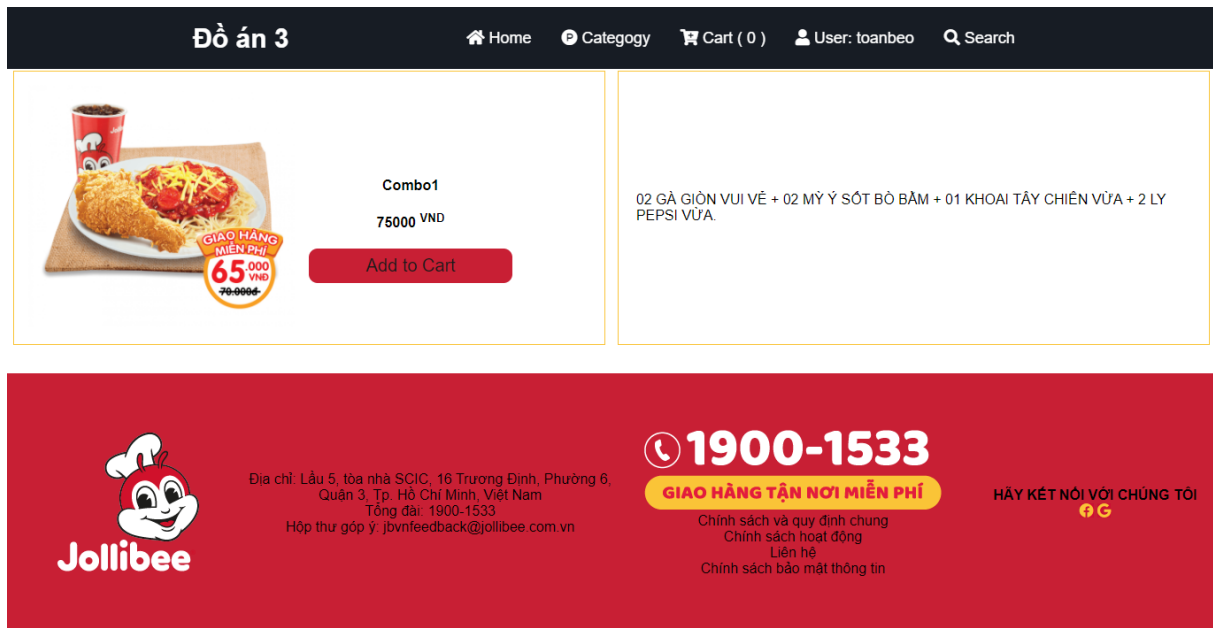 Đồ án 3
Home
Categogy
Cart ( 0 )
User: toanbeo
Search
GIAO HÀNG
MIỄN PHÍ
65.000 VNĐ
70.000đ
Combo1
75000 VND
Add to Cart
02 GÀ GIÒN VUI VẺ + 02 MỲ Ý SỐT BÒ BẰM + 01 KHOAI TÂY CHIÊN VỪA + 2 LY
PEPSI VỪA.
Jollibee
Địa chỉ: Lầu 5, tòa nhà SCIC, 16 Trương Định, Phường 6,
Quận 3, Tp. Hồ Chí Minh, Việt Nam
Tổng đài: 1900-1533
Hộp thư góp ý: jbvnfeedback@jollibee.com.vn
1900-1533
GIAO HÀNG TẬN NƠI MIỄN PHÍ
Chính sách và quy định chung
Chính sách hoạt động
Liên hệ
Chính sách bảo mật thông tin
HÃY KẾT NỐI VỚI CHÚNG TÔI